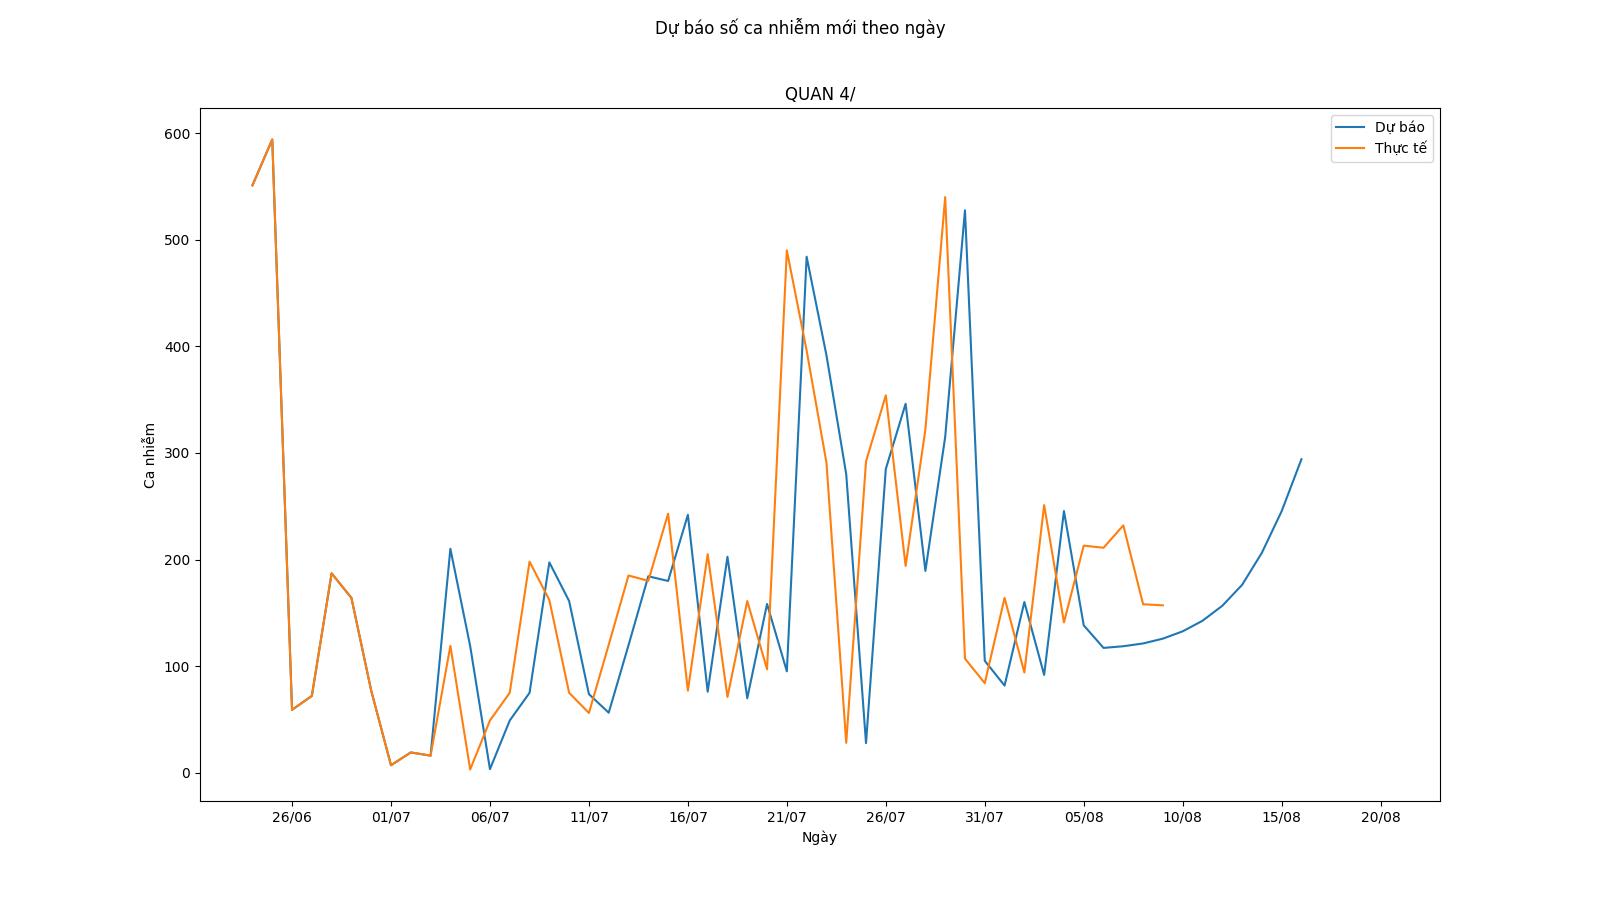 Dự báo số ca nhiễm mới theo ngày
QUAN 4/
Dự báo
Thực tế
600
500
400
300
200
100
0
Ca nhiễm
26/06 01/07 06/07 11/07 16/07 21/07 26/07 31/07 05/08 10/08 15/08 20/08
Ngày